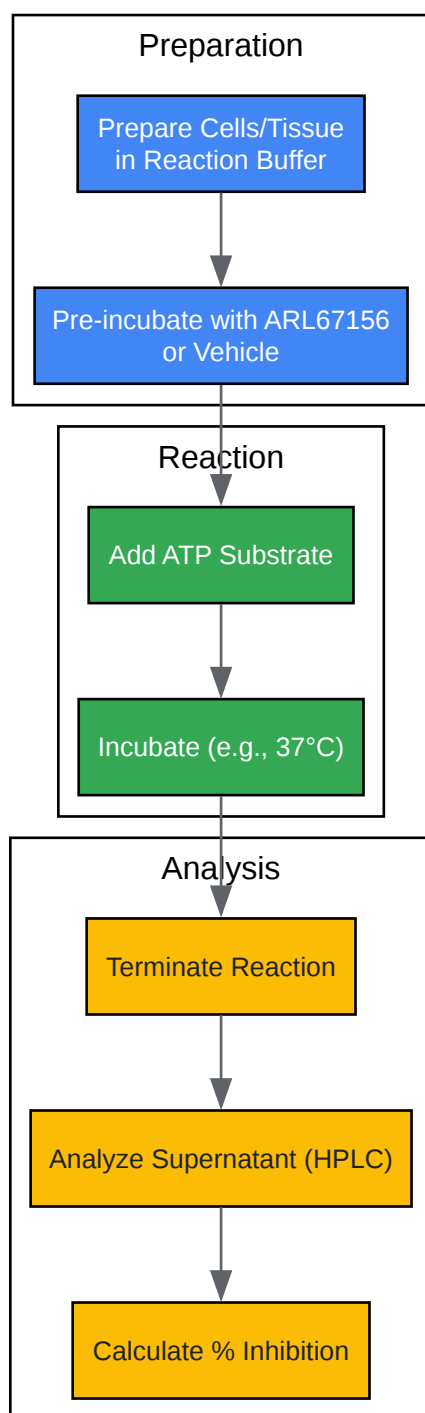 Preparation
Prepare Cells/Tissue
in Reaction Buffer
Pre-incubate with ARL67156
or Vehicle
Reaction
Add ATP Substrate
Incubate (e.g., 37°C)
Analysis
Terminate Reaction
Analyze Supernatant (HPLC)
Calculate % Inhibition